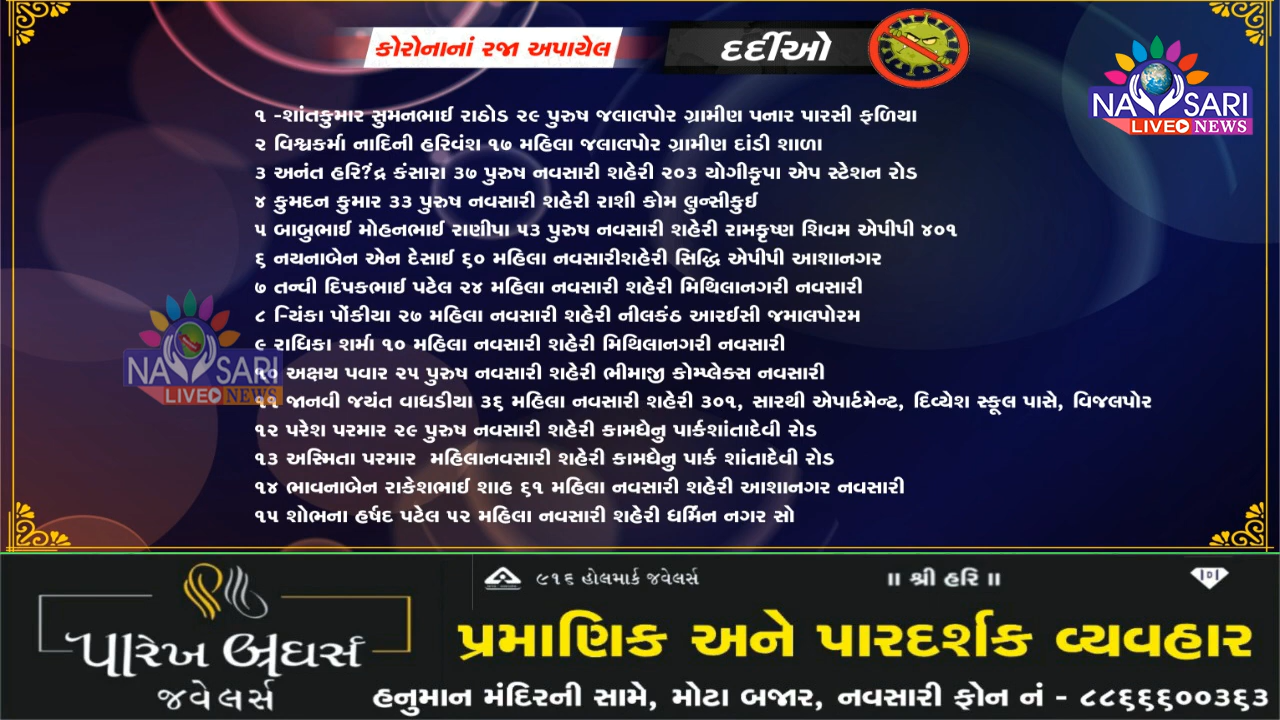 કોરોનાનાં રજા અપાયેલ દર્દીઓ
NAVSARI
LIVE NEWS
૧ -શાંતકુમાર સુમનભાઈ રાઠોડ ૨૯ પુરુષ જલાલપોર ગ્રામીણ પનાર પારસી ફળિયા
૨ વિશ્વકર્મા નાદિની હરિવંશ ૧૭ મહિલા જલાલપોર ગ્રામીણ દાંડી શાળા
૩ અનંત કંસારા ૩૭ પુરુષ નવસારી શહેરી ૨૦૩ યોગીકૃપા એપ સ્ટેશન રોડ
૪ કુમદન કુમાર ૩૩ પુરુષ નવસારી શહેરી રાશી કોમ લુન્સીકુઈ
૫ બાબુભાઈ મોહનભાઈ રાણીપા ૫૩ પુરુષ નવસારી શહેરી રામકૃષ્ણ શિવમ એપીપી ૪૦૧
૬ નયનાબેન એન દેસાઈ ૬૦ મહિલા નવસારીશહેરી સિદ્ધિ એપીપી આશાનગર
૭ તન્વી દિપકભાઈ પટેલ ૨૪ મહિલા નવસારી શહેરી મિથિલાનગરી નવસારી
૮ પોંકીયા ૨૭ મહિલા નવસારી શહેરી નીલકંઠ આરઈસી જમાલપોરમ
૯ રાધિકા શર્મા ૧૦ મહિલા નવસારી શહેરી મિથિલાનગરી નવસારી
૧૦ અક્ષય પવાર ૨૫ પુરુષ નવસારી શહેરી ભીમાજી કોમ્પ્લેક્સ નવસારી
૧૧ જાનવી જયંત વાઘડીયા ૩૬ મહિલા નવસારી શહેરી ૩૦૧, સારથી એપાર્ટમેન્ટ, દિવ્યેશ સ્કૂલ પાસે, વિજલપોર
૧૨ પરેશ પરમાર ૨૯ પુરુષ નવસારી શહેરી કામધેનુ પાર્કશાંતાદેવી રોડ
૧૩ અસ્મિતા પરમાર મહિલાનવસારી શહેરી કામધેનુ પાર્ક શાંતાદેવી રોડ
૧૪ ભાવનાબેન રાકેશભાઈ શાહ ૬૧ મહિલા નવસારી શહેરી આશાનગર નવસારી
૧૫ શોભના હર્ષદ પટેલ ૫૨ મહિલા નવસારી શહેરી ધર્મિન નગર સો
NAVSARI
LIVE NEWS
૯૧૬ હોલમાર્ક જવેલર્સ
॥ શ્રી હરિ ॥
પારેખ બ્રધર્સ
જવેલર્સ
પ્રમાણિક અને પારદર્શક વ્યવહાર
હનુમાન મંદિરની સામે, મોટા બજાર, નવસારી ફોન નં - ૮૮૬૬૬૦૦૩૬૩